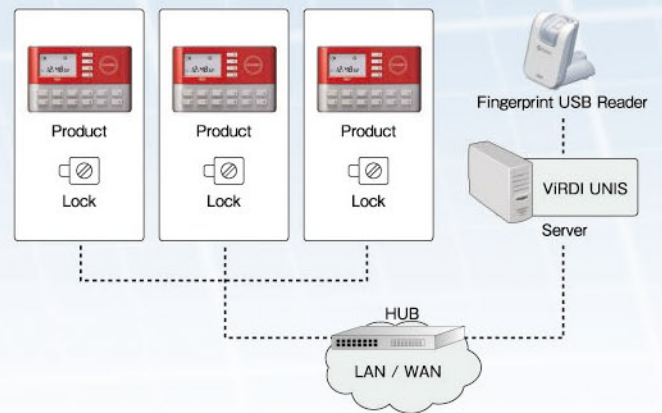 Product
Product
Product
Lock
Lock
Lock
Fingerprint USB Reader
ViRDI UNIS
Server
HUB
LAN / WAN